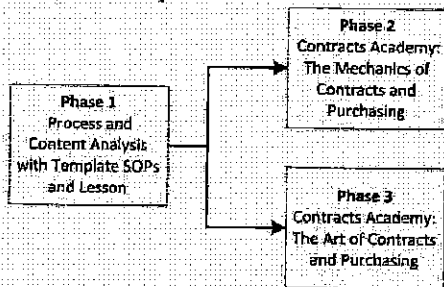 Phase 1
Process and
Content Analysis
with Template SOPs
and Lesson
Phase 2
Contracts Academy:
The Mechanics of
Contracts and
Purchasing
Phase 3
Contracts Academy:
The Art of Contracts
and Purchasing